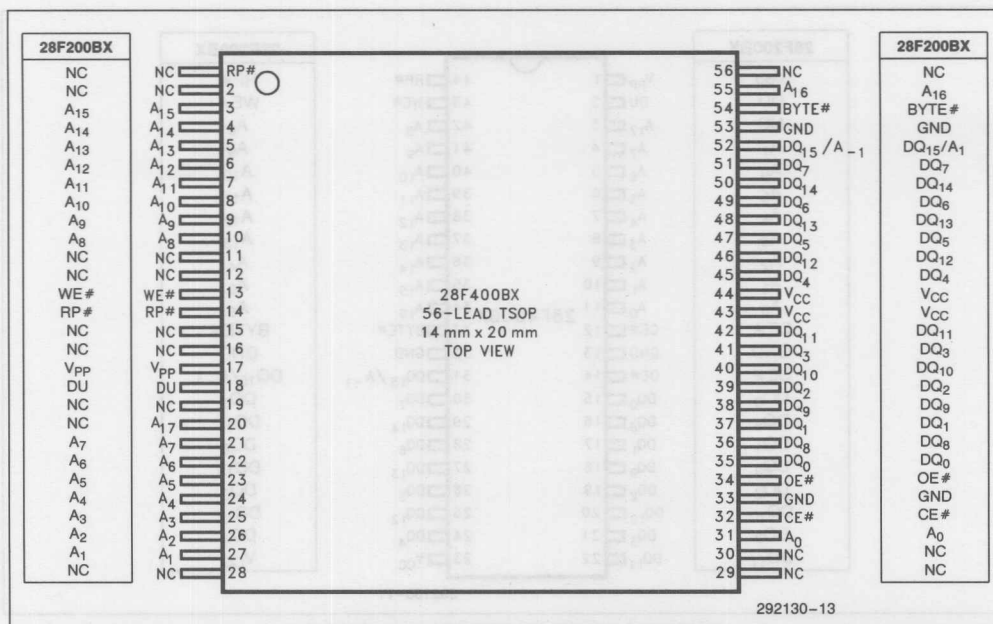 28F200BX 28F200BX
NC NC RP# 56 NC NC
NC NC 2 55 A16 A16
A15 A15 3 54 BYTE# BYTE#
A14 A14 4 53 GND GND
A13 A13 5 52 DQ15/A-1 DQ15/A1
A12 A12 6 51 DQ7 DQ7
A11 A11 7 50 DQ14 DQ14
A10 A10 8 49 DQ6 DQ6
A9 A9 9 48 DQ13 DQ13
A8 A8 10 47 DQ5 DQ5
NC NC 11 46 DQ12 DQ12
NC NC 12 45 DQ4 DQ4
WE# WE# 13 44 VCC VCC
RP# RP# 14 43 VCC VCC
NC NC 15 42 DQ11 DQ11
NC NC 16 41 DQ3 DQ3
VPP VPP 17 40 DQ10 DQ10
DU DU 18 39 DQ2 DQ2
NC NC 19 38 DQ9 DQ9
NC A17 20 37 DQ1 DQ1
A7 A7 21 36 DQ8 DQ8
A6 A6 22 35 DQ0 DQ0
A5 A5 23 34 OE# OE#
A4 A4 24 33 GND GND
A3 A3 25 32 CE# CE#
A2 A2 26 31 A0 A0
A1 A1 27 30 NC NC
NC NC 28 29 NC NC
28F400BX
56-LEAD TSOP
14 mm x 20 mm
TOP VIEW
292130-13